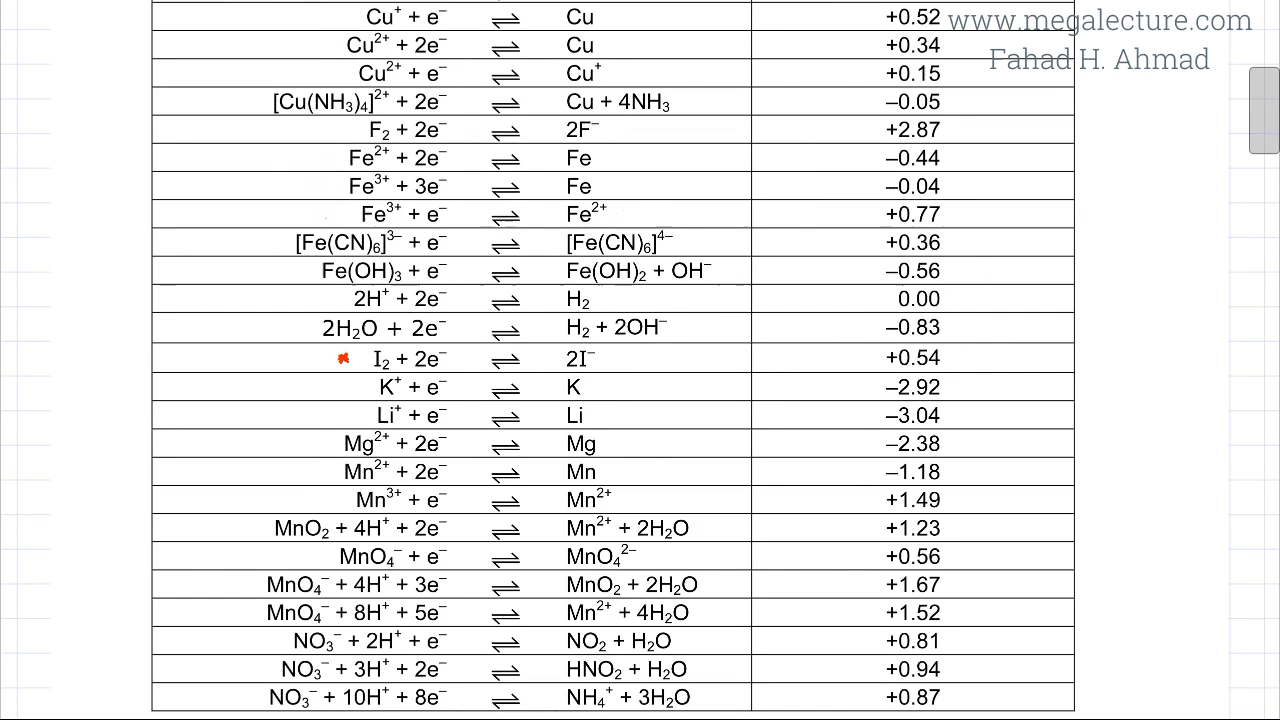 Cu⁺ + e⁻ ⇌ Cu +0.52
www.megalecture.com
Cu²⁺ + 2e⁻ ⇌ Cu +0.34
Fahad H. Ahmad
Cu²⁺ + e⁻ ⇌ Cu⁺ +0.15
[Cu(NH₃)₄]²⁺ + 2e⁻ ⇌ Cu + 4NH₃ –0.05
F₂ + 2e⁻ ⇌ 2F⁻ +2.87
Fe²⁺ + 2e⁻ ⇌ Fe –0.44
Fe³⁺ + 3e⁻ ⇌ Fe –0.04
Fe³⁺ + e⁻ ⇌ Fe²⁺ +0.77
[Fe(CN)₆]³⁻ + e⁻ ⇌ [Fe(CN)₆]⁴⁻ +0.36
Fe(OH)₃ + e⁻ ⇌ Fe(OH)₂ + OH⁻ –0.56
2H⁺ + 2e⁻ ⇌ H₂ 0.00
2H₂O + 2e⁻ ⇌ H₂ + 2OH⁻ –0.83
I₂ + 2e⁻ ⇌ 2I⁻ +0.54
K⁺ + e⁻ ⇌ K –2.92
Li⁺ + e⁻ ⇌ Li –3.04
Mg²⁺ + 2e⁻ ⇌ Mg –2.38
Mn²⁺ + 2e⁻ ⇌ Mn –1.18
Mn³⁺ + e⁻ ⇌ Mn²⁺ +1.49
MnO₂ + 4H⁺ + 2e⁻ ⇌ Mn²⁺ + 2H₂O +1.23
MnO₄⁻ + e⁻ ⇌ MnO₄²⁻ +0.56
MnO₄⁻ + 4H⁺ + 3e⁻ ⇌ MnO₂ + 2H₂O +1.67
MnO₄⁻ + 8H⁺ + 5e⁻ ⇌ Mn²⁺ + 4H₂O +1.52
NO₃⁻ + 2H⁺ + e⁻ ⇌ NO₂ + H₂O +0.81
NO₃⁻ + 3H⁺ + 2e⁻ ⇌ HNO₂ + H₂O +0.94
NO₃⁻ + 10H⁺ + 8e⁻ ⇌ NH₄⁺ + 3H₂O +0.87